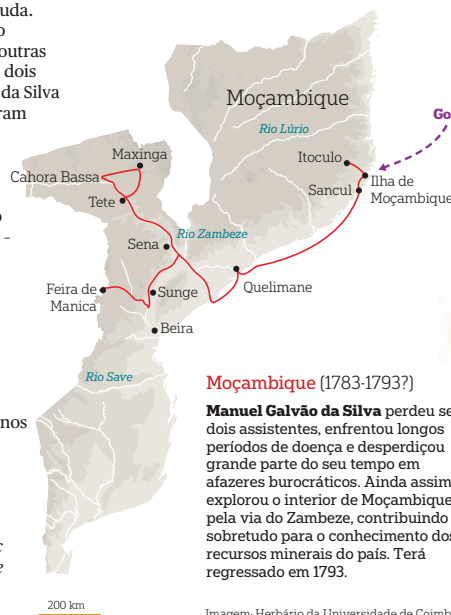 uda.
o
outras
dois
da Silva
ram
-
nos
e
Moçambique
Rio Lúrio
Go
Maxinga
Itoculo
Cahora Bassa
Ilha de
Moçambique
Sancul
Tete
Rio Zambeze
Sena
Feira de
Manica
Sunge
Quelimane
Beira
Rio Save
Moçambique (1783-1793?)
Manuel Galvão da Silva perdeu se
dois assistentes, enfrentou longos
períodos de doença e desperdiçou
grande parte do seu tempo em
afazeres burocráticos. Ainda assim
explorou o interior de Moçambique
pela via do Zambeze, contribuindo
sobretudo para o conhecimento dos
recursos minerais do país. Terá
regressado em 1793.
200 km
Imagem: Herbário da Universidade de Coimb